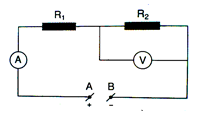 R₁ R₂
A V
A B
+ −